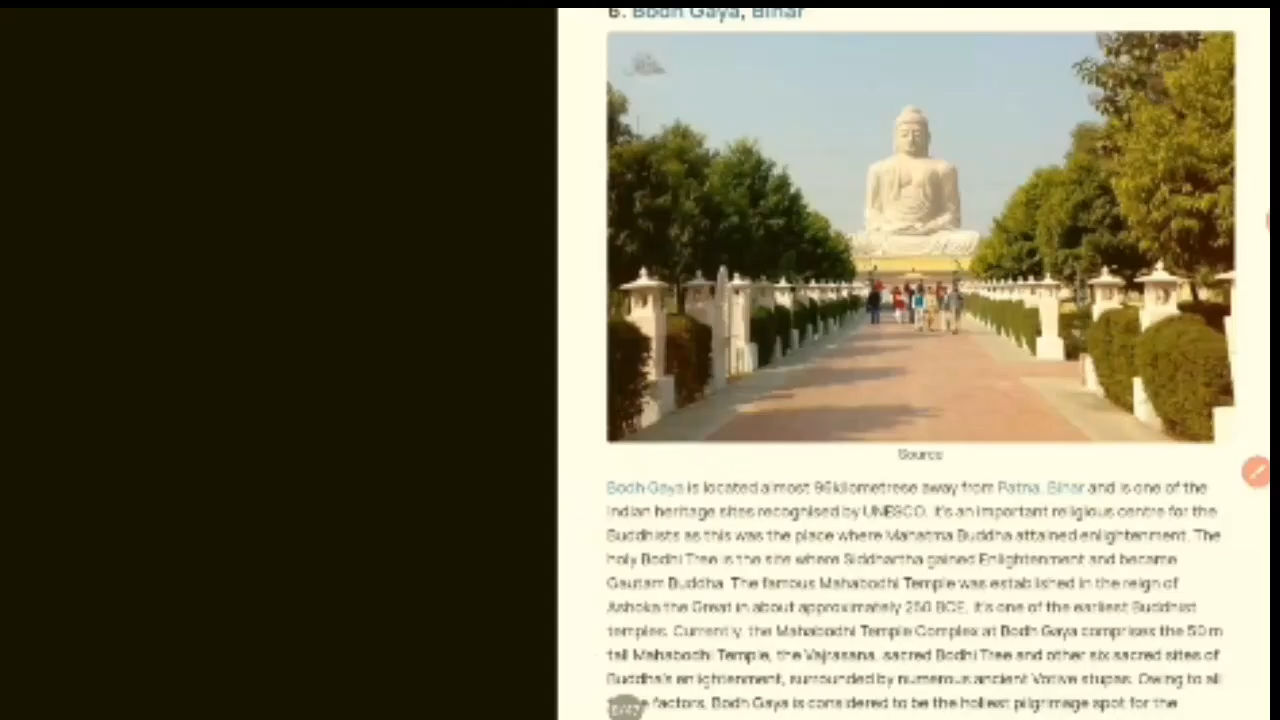 6. Bodh Gaya, Bihar
Source
Bodh Gaya is located almost 96 kilometrese away from Patna, Bihar and is one of the
Indian heritage sites recognised by UNESCO. It's an important religious centre for the
Buddhists as this was the place where Mahatma Buddha attained enlightenment. The
holy Bodhi Tree is the site where Siddhartha gained Enlightenment and became
Gautam Buddha. The famous Mahabodhi Temple was established in the reign of
Ashoka the Great in about approximately 250 BCE. It's one of the earliest Buddhist
temples. Currently, the Mahabodhi Temple Complex at Bodh Gaya comprises the 50 m
tall Mahabodhi Temple, the Vajrasana, sacred Bodhi Tree and other six sacred sites of
Buddha's enlightenment, surrounded by numerous ancient Votive stupas. Owing to all
factors, Bodh Gaya is considered to be the holiest pilgrimage spot for the